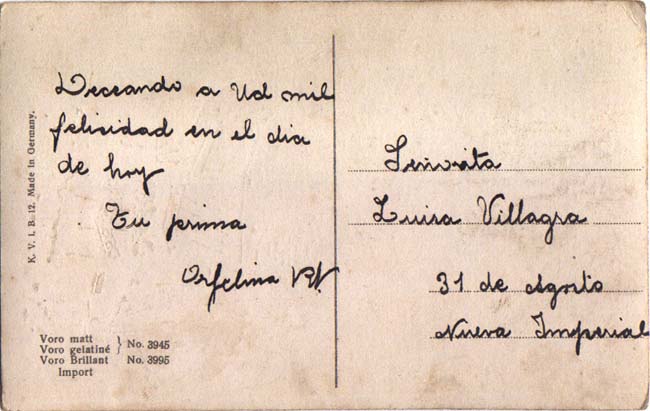 Deceando a Ud mil
felicidad en el dia
de hoy
Tu prima
Orfelina
Señorita
Luisa Villagra
31 de Agosto
Nueva Imperial
K. V. i. B. 12. Made in Germany.
Voro matt
Voro gelatiné } No. 3945
Voro Brillant No. 3995
Import